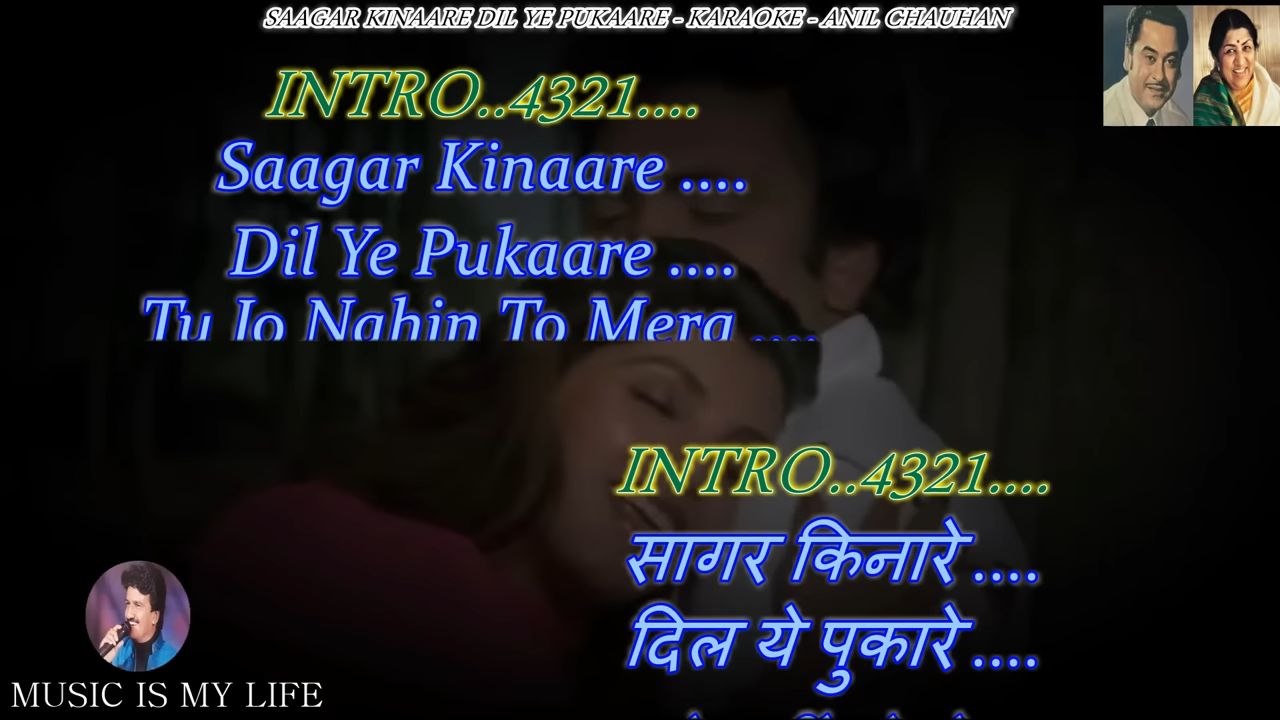 SAAGAR KINAARE DIL YE PUKAARE - KARAOKE - ANIL CHAUHAN
INTRO..4321....
Saagar Kinaare ....
Dil Ye Pukaare ....
Tu Jo Nahin To Mera ....
INTRO..4321....
सागर किनारे ....
दिल ये पुकारे ....
MUSIC IS MY LIFE